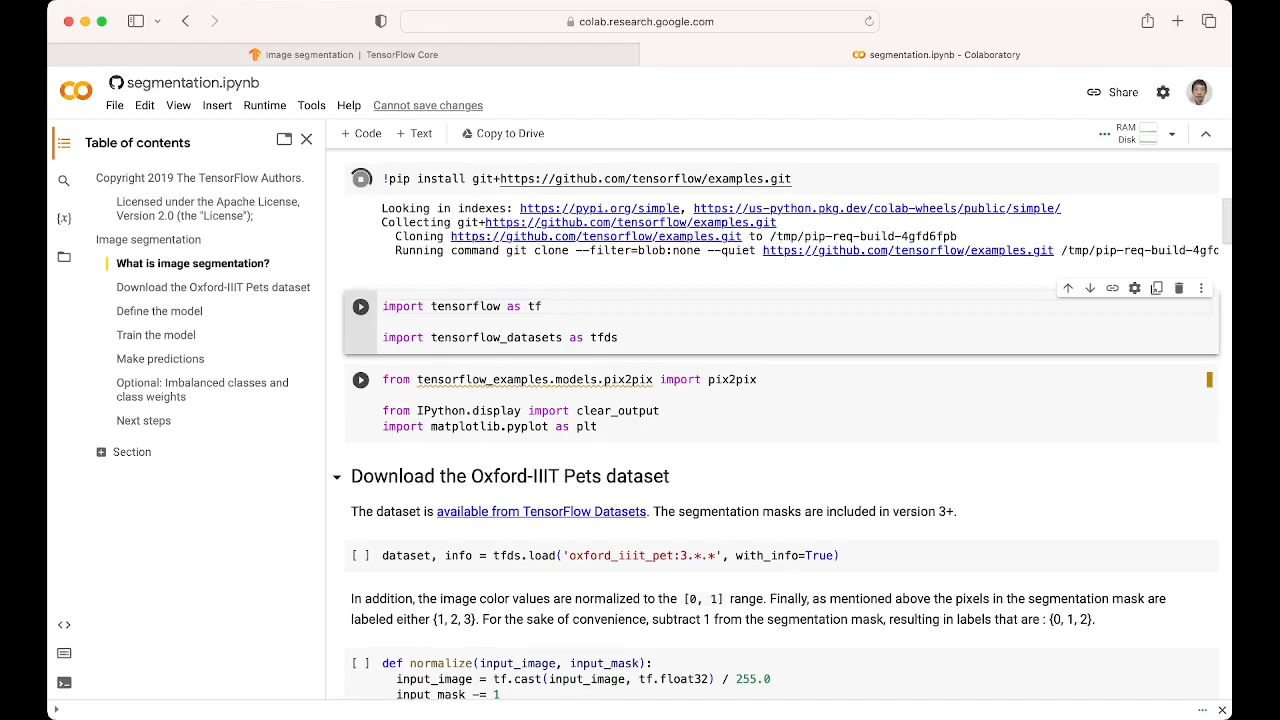 colab.research.google.com
Image segmentation | TensorFlow Core
segmentation.ipynb - Colaboratory
segmentation.ipynb
File Edit View Insert Runtime Tools Help Cannot save changes
Share
Table of contents
+ Code + Text Copy to Drive
RAM
Disk
Copyright 2019 The TensorFlow Authors.
Licensed under the Apache License,
Version 2.0 (the "License");
Image segmentation
What is image segmentation?
Download the Oxford-IIIT Pets dataset
Define the model
Train the model
Make predictions
Optional: Imbalanced classes and
class weights
Next steps
Section
!pip install git+https://github.com/tensorflow/examples.git
Looking in indexes: https://pypi.org/simple, https://us-python.pkg.dev/colab-wheels/public/simple/
Collecting git+https://github.com/tensorflow/examples.git
Cloning https://github.com/tensorflow/examples.git to /tmp/pip-req-build-4gfd6fpb
Running command git clone --filter=blob:none --quiet https://github.com/tensorflow/examples.git /tmp/pip-req-build-4gfd
import tensorflow as tf
import tensorflow_datasets as tfds
from tensorflow_examples.models.pix2pix import pix2pix
from IPython.display import clear_output
import matplotlib.pyplot as plt
Download the Oxford-IIIT Pets dataset
The dataset is available from TensorFlow Datasets. The segmentation masks are included in version 3+.
[ ] dataset, info = tfds.load('oxford_iiit_pet:3.*.*', with_info=True)
In addition, the image color values are normalized to the [0, 1] range. Finally, as mentioned above the pixels in the segmentation mask are
labeled either {1, 2, 3}. For the sake of convenience, subtract 1 from the segmentation mask, resulting in labels that are : {0, 1, 2}.
[ ] def normalize(input_image, input_mask):
input_image = tf.cast(input_image, tf.float32) / 255.0
input_mask -= 1